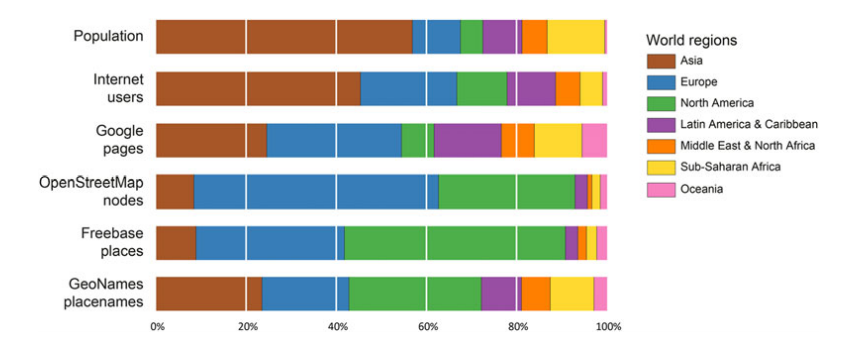 Population
Internet
users
Google
pages
OpenStreetMap
nodes
Freebase
places
GeoNames
placenames
0%
20%
40%
60%
80%
100%
World regions
Asia
Europe
North America
Latin America & Caribbean
Middle East & North Africa
Sub-Saharan Africa
Oceania